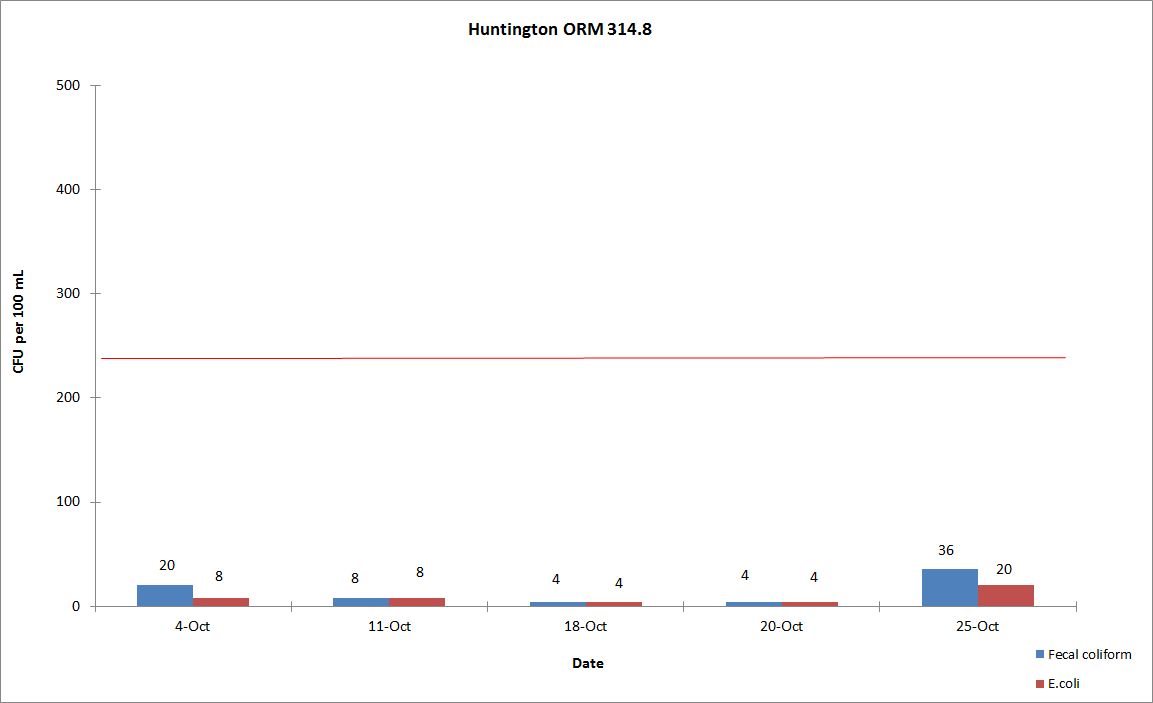 Huntington ORM 314.8
500
400
300
200
100
0
CFU per 100 mL
20 8 8 8 4 4 4 4 36 20
4-Oct 11-Oct 18-Oct 20-Oct 25-Oct
Date
Fecal coliform
E.coli